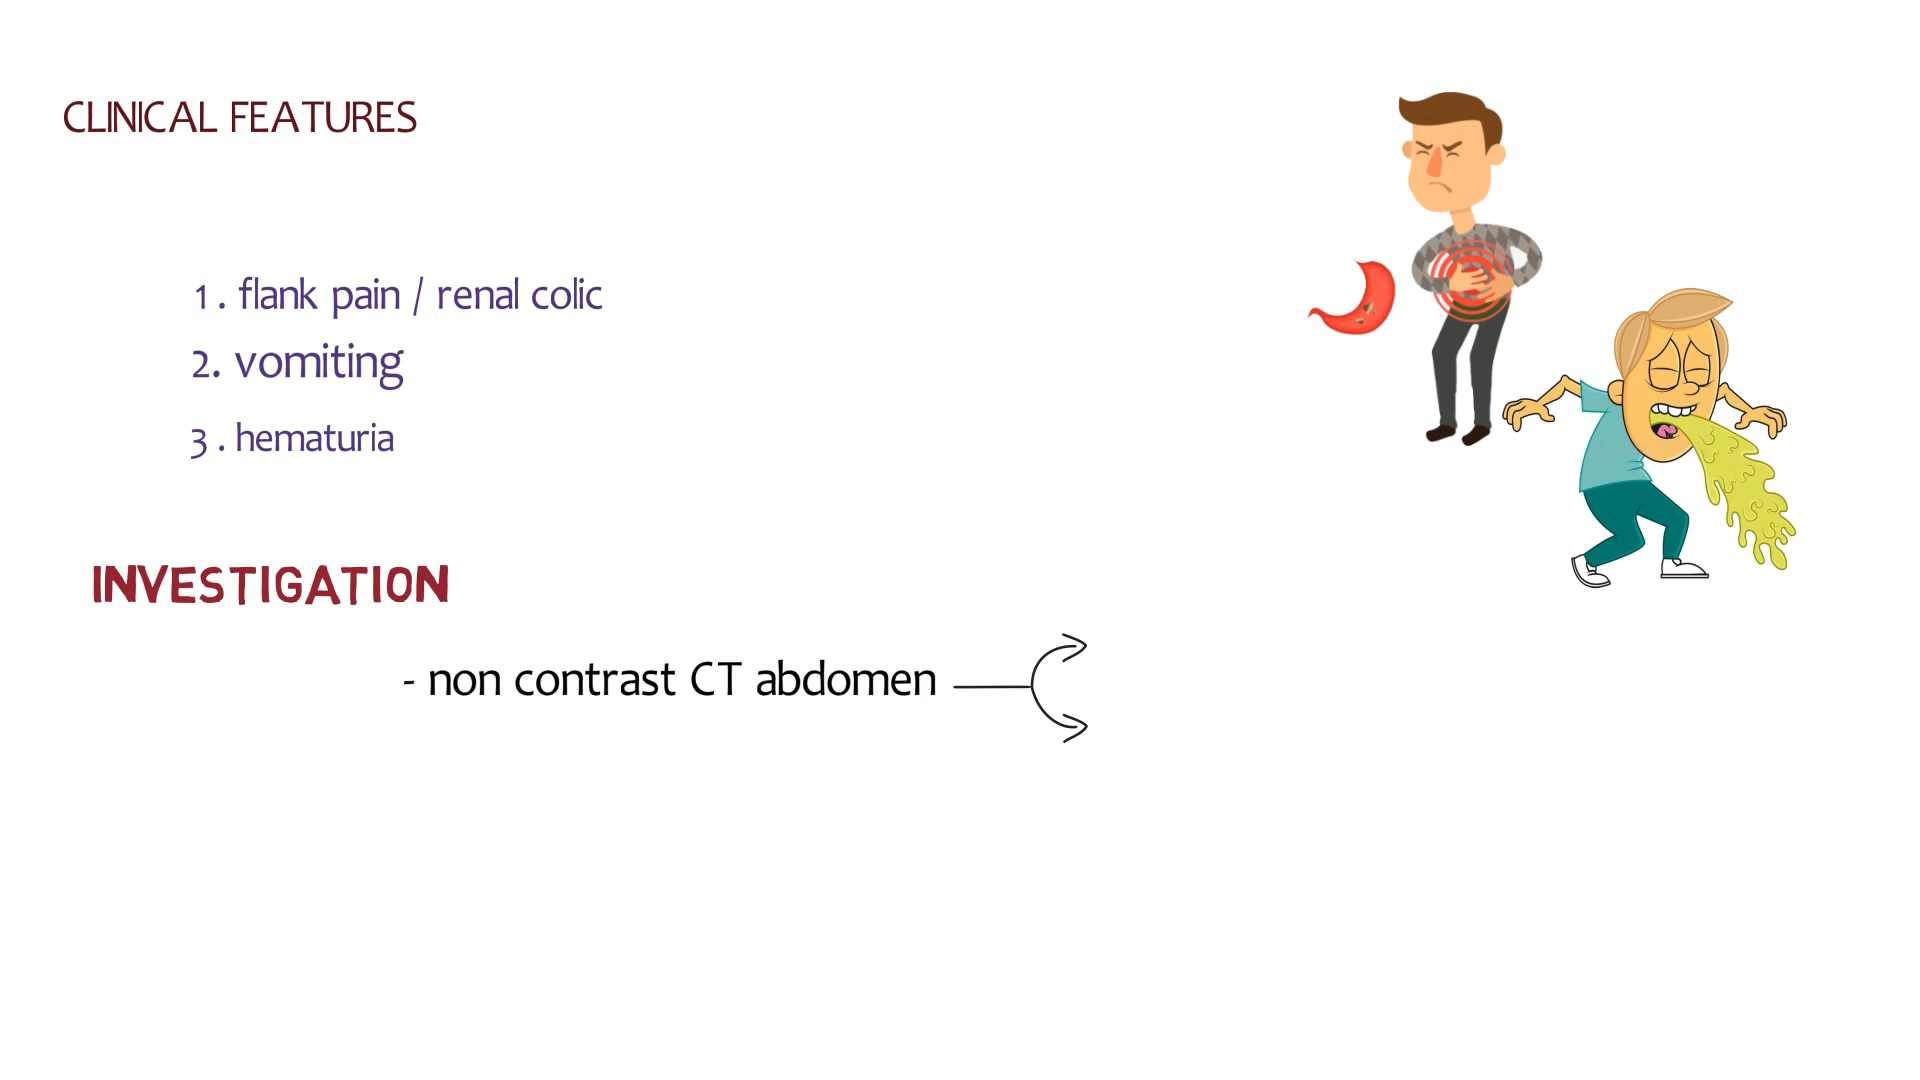 CLINICAL FEATURES
1 . flank pain / renal colic
2. vomiting
3 . hematuria
INVESTIGATION
- non contrast CT abdomen